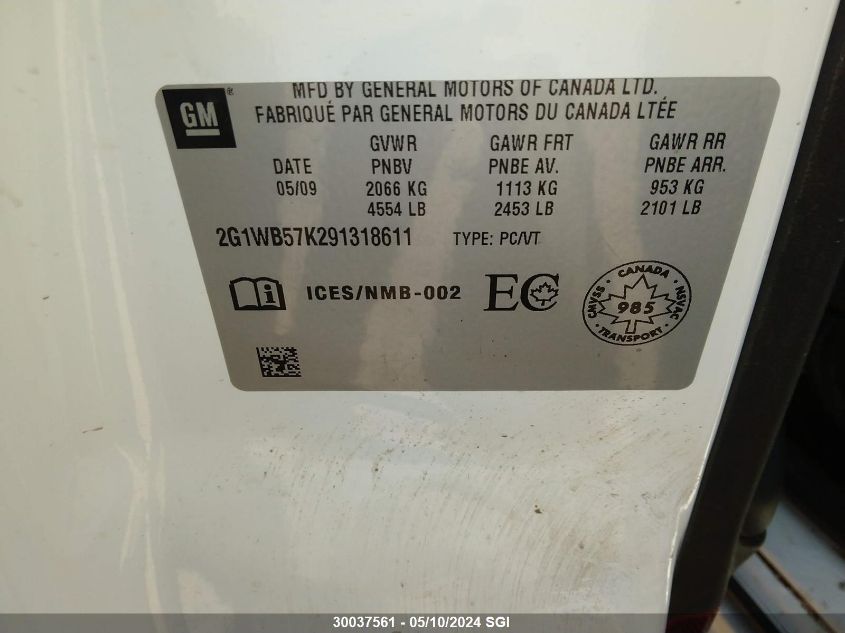 GM ®
MFD BY GENERAL MOTORS OF CANADA LTD.
FABRIQUÉ PAR GENERAL MOTORS DU CANADA LTÉE
GVWR GAWR FRT GAWR RR
DATE PNBV PNBE AV. PNBE ARR.
05/09 2066 KG 1113 KG 953 KG
4554 LB 2453 LB 2101 LB
2G1WB57K291318611 TYPE: PC/VT
i ICES/NMB-002 EC
CANADA
CMVSS 985 NSVAC
TRANSPORT
30037561 - 05/10/2024 SGI